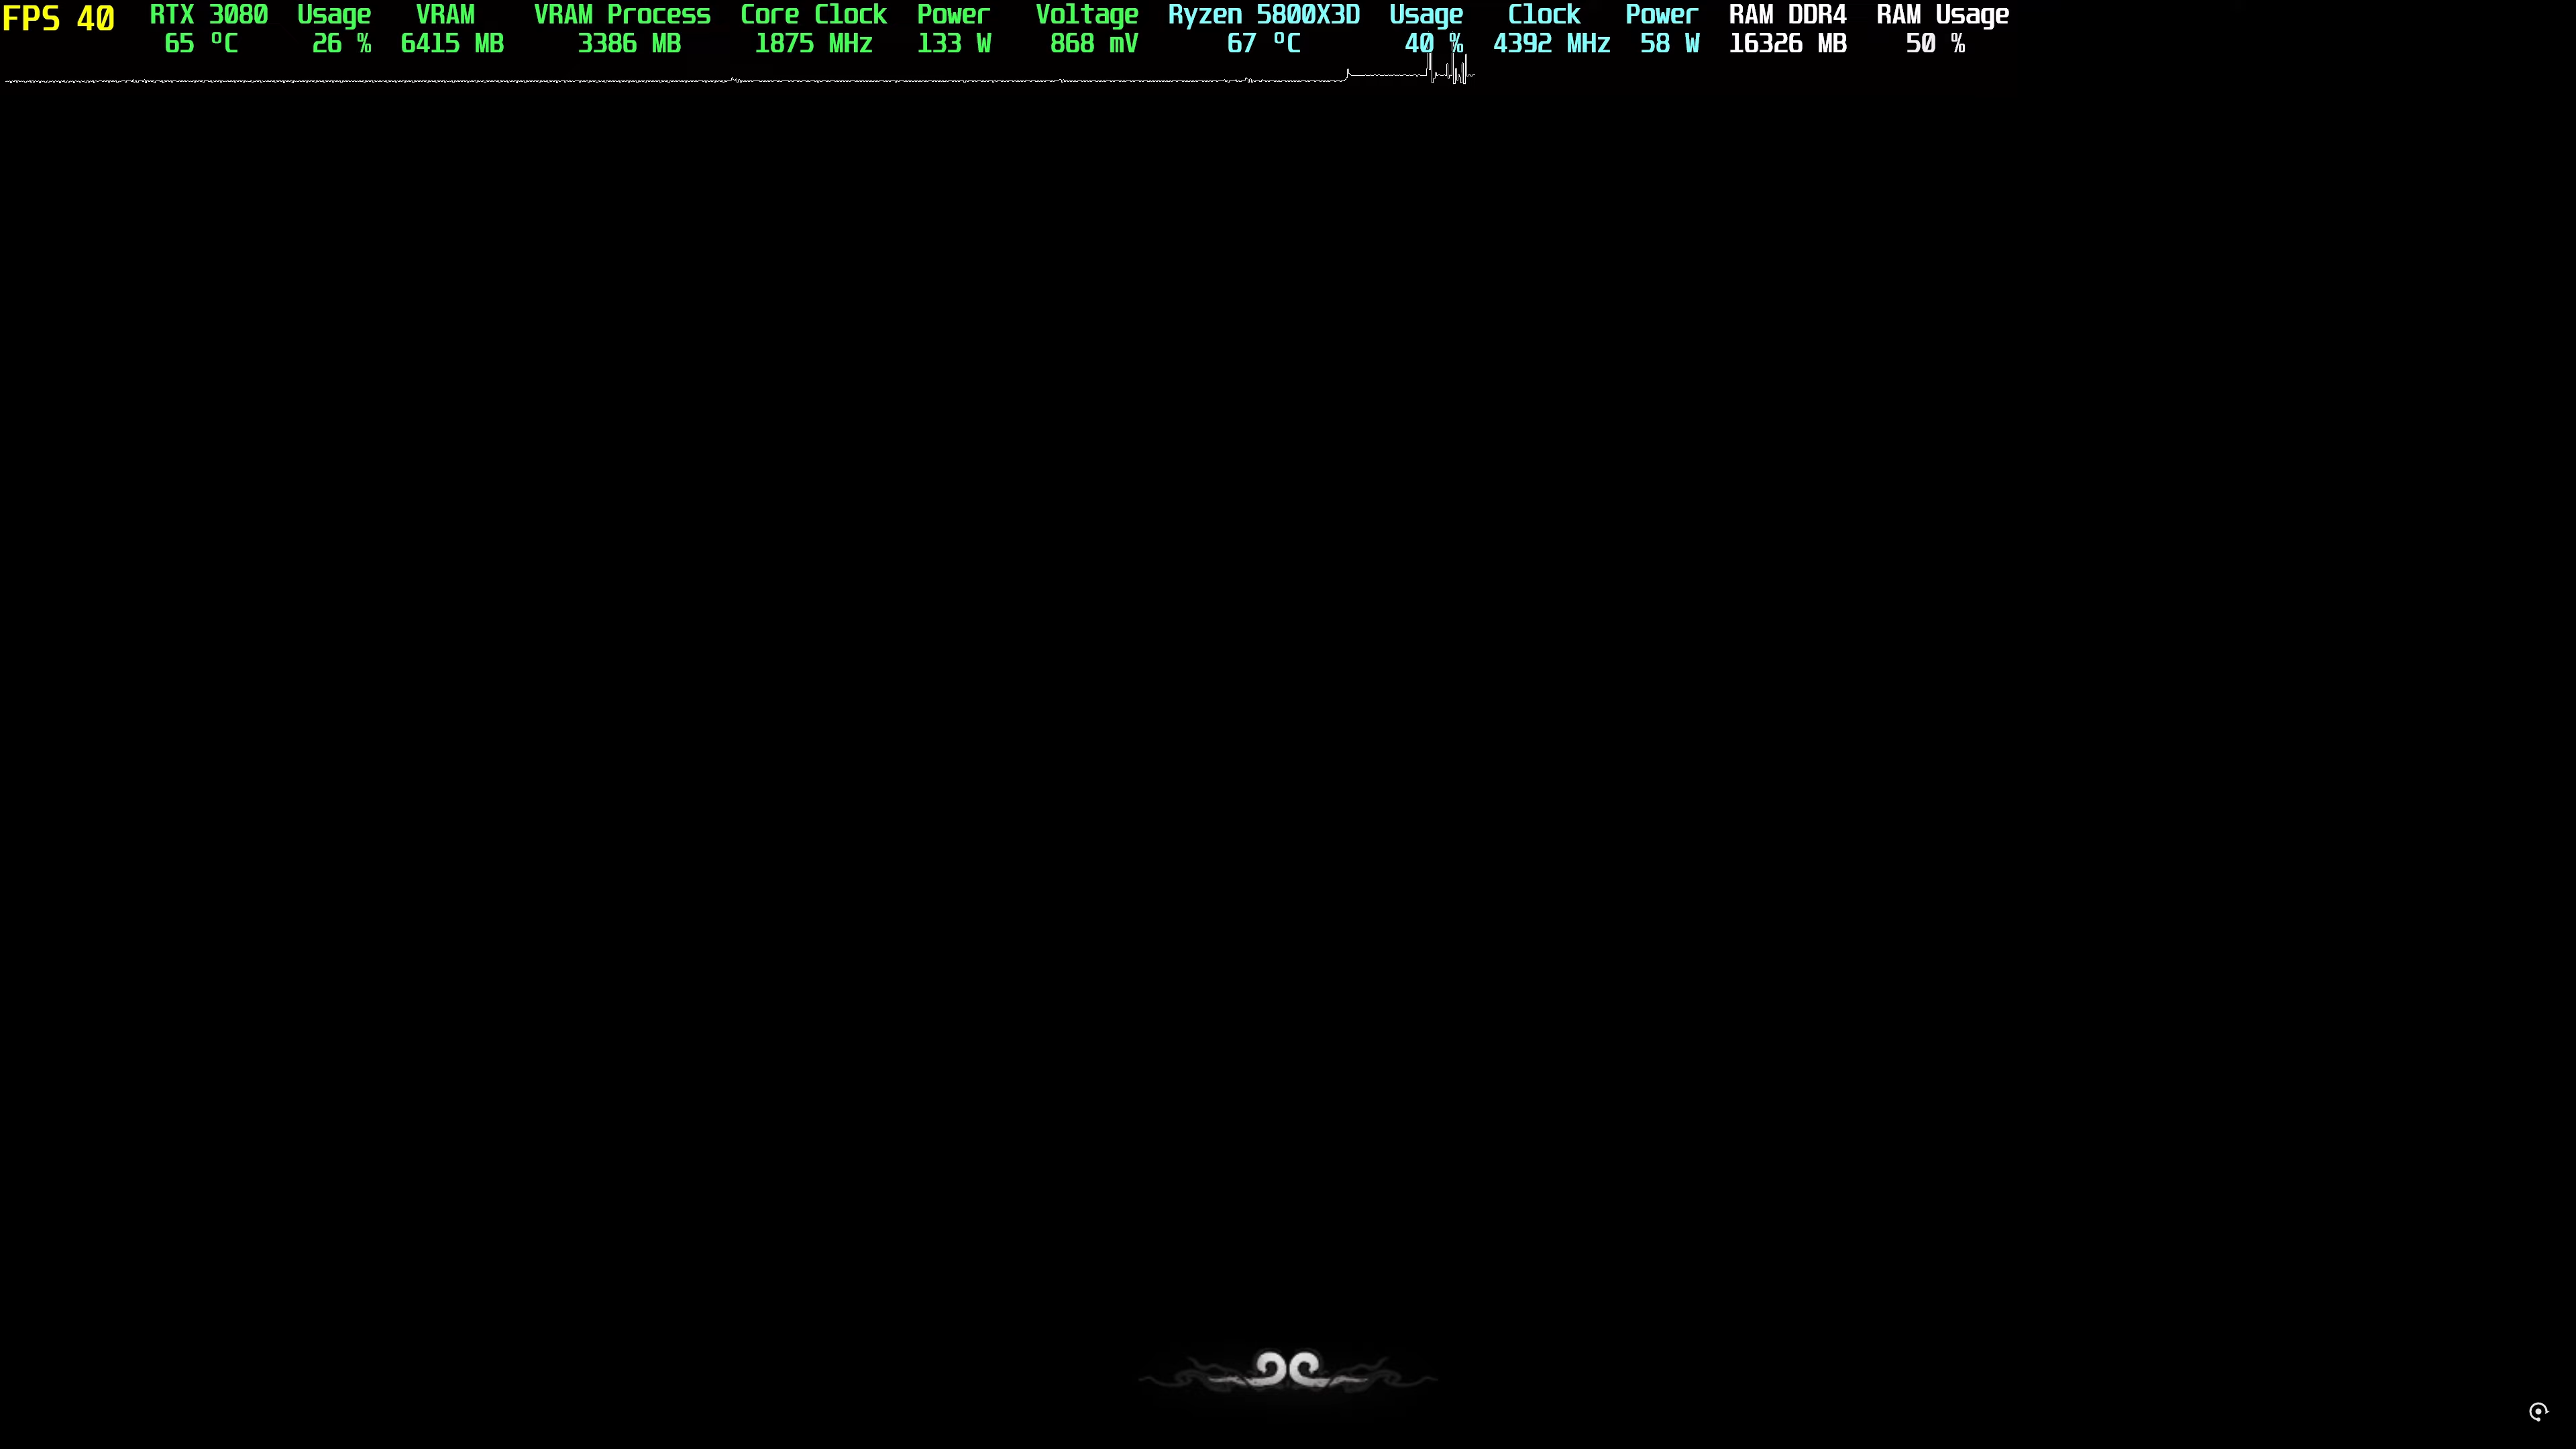 FPS 40 RTX 3080 Usage VRAM VRAM Process Core Clock Power Voltage Ryzen 5800X3D Usage Clock Power RAM DDR4 RAM Usage
65 ºC 26 % 6415 MB 3386 MB 1875 MHz 133 W 868 mV 67 ºC 40 % 4392 MHz 58 W 16326 MB 50 %